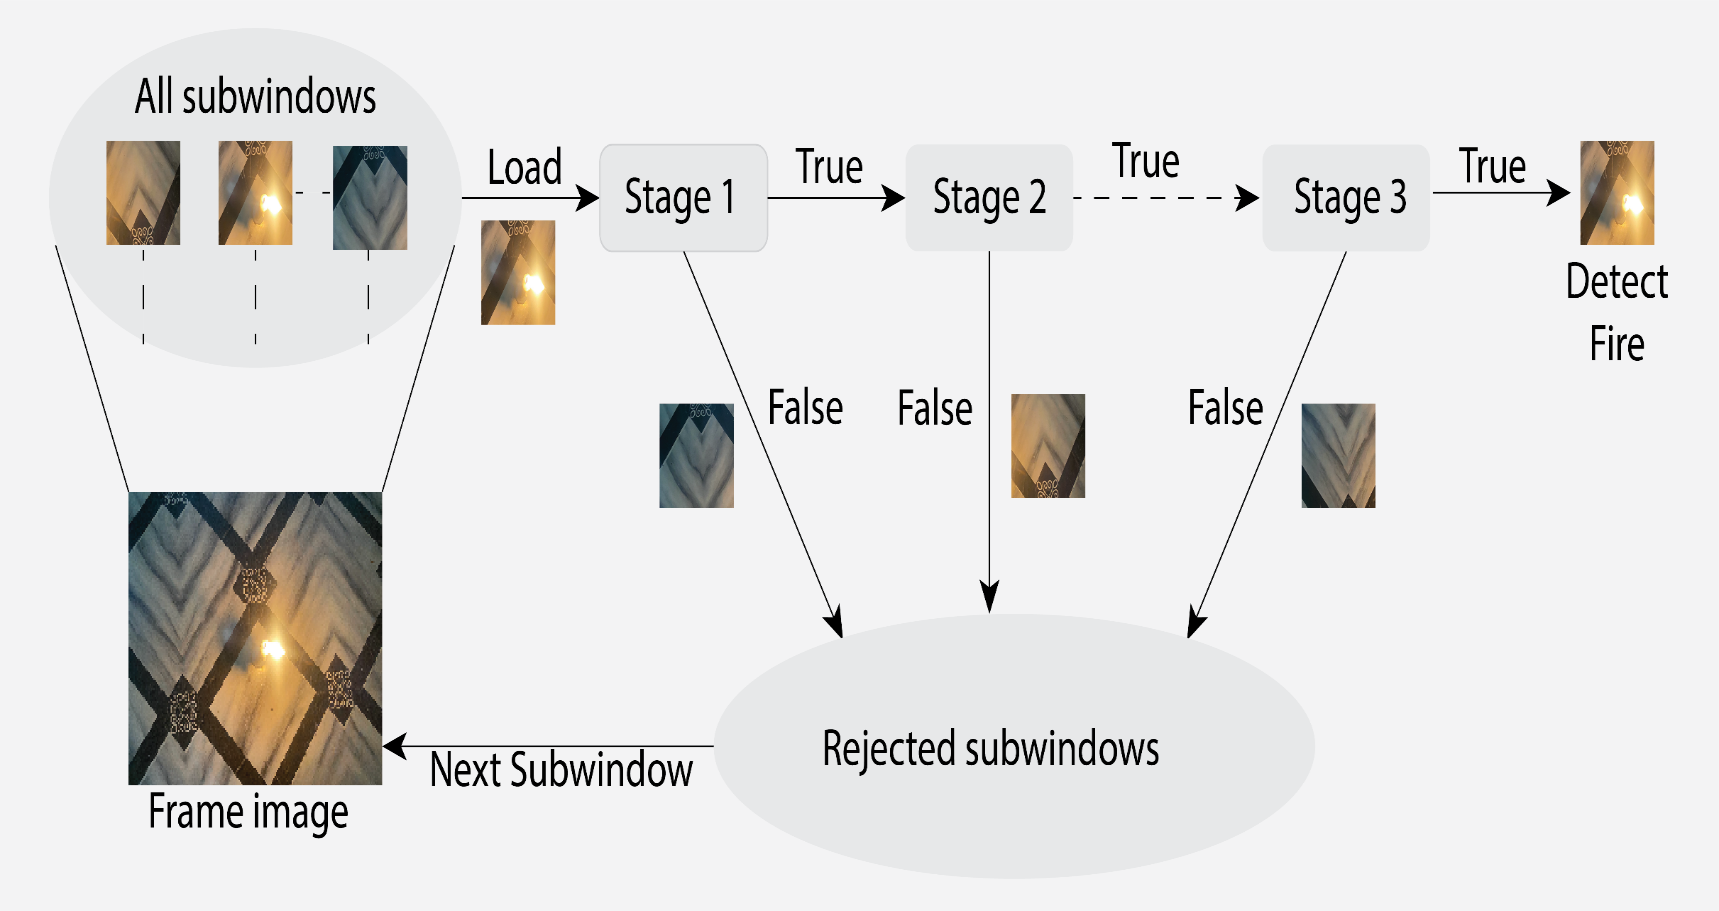 All subwindows
Load
Stage 1
True
Stage 2
True
Stage 3
True
Detect
Fire
False
False
False
Rejected subwindows
Next Subwindow
Frame image